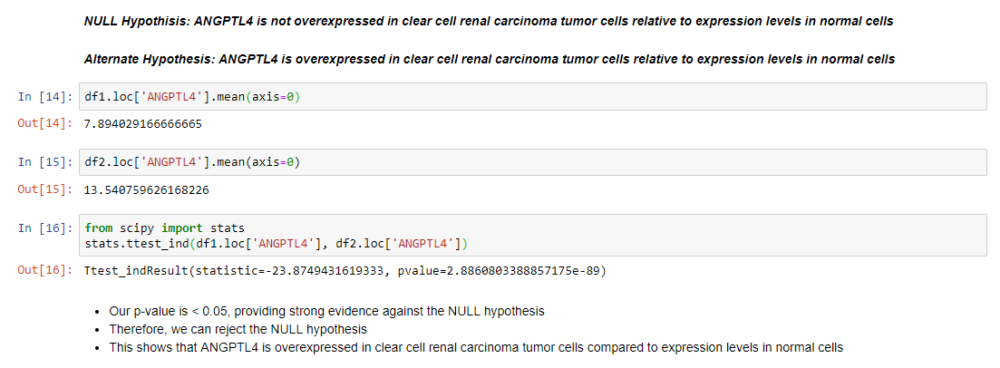 NULL Hypothisis: ANGPTL4 is not overexpressed in clear cell renal carcinoma tumor cells relative to expression levels in normal cells
Alternate Hypothesis: ANGPTL4 is overexpressed in clear cell renal carcinoma tumor cells relative to expression levels in normal cells
In [14]: df1.loc['ANGPTL4'].mean(axis=0)
Out[14]: 7.894029166666665
In [15]: df2.loc['ANGPTL4'].mean(axis=0)
Out[15]: 13.540759626168226
In [16]: from scipy import stats
stats.ttest_ind(df1.loc['ANGPTL4'], df2.loc['ANGPTL4'])
Out[16]: Ttest_indResult(statistic=-23.8749431619333, pvalue=2.8860803388857175e-89)
• Our p-value is < 0.05, providing strong evidence against the NULL hypothesis
• Therefore, we can reject the NULL hypothesis
• This shows that ANGPTL4 is overexpressed in clear cell renal carcinoma tumor cells compared to expression levels in normal cells